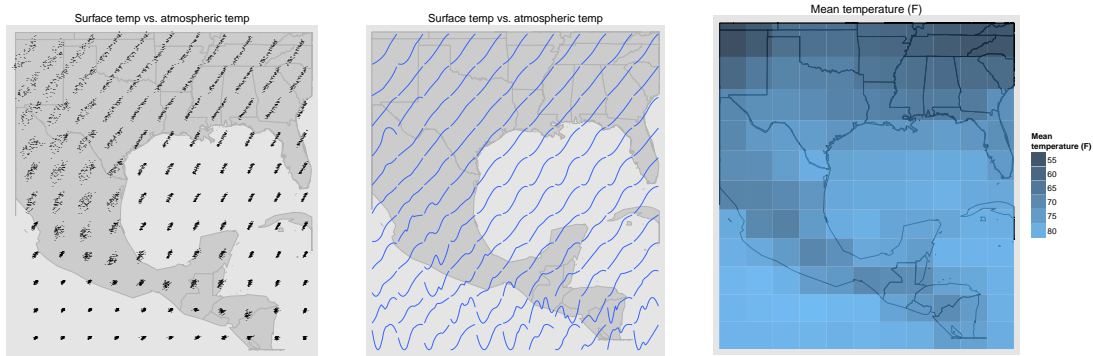 Surface temp vs. atmospheric temp
Surface temp vs. atmospheric temp
Mean temperature (F)
Mean
temperature (F)
55
60
65
70
75
80